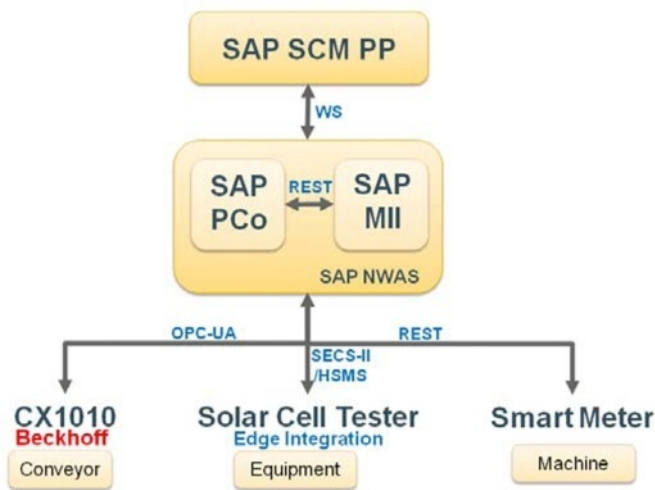 SAP SCM PP
WS
SAP
PCo
REST
SAP
MII
SAP NWAS
OPC-UA
REST
SECS-II
/HSMS
CX1010
Beckhoff
Conveyor
Solar Cell Tester
Edge Integration
Equipment
Smart Meter
Machine